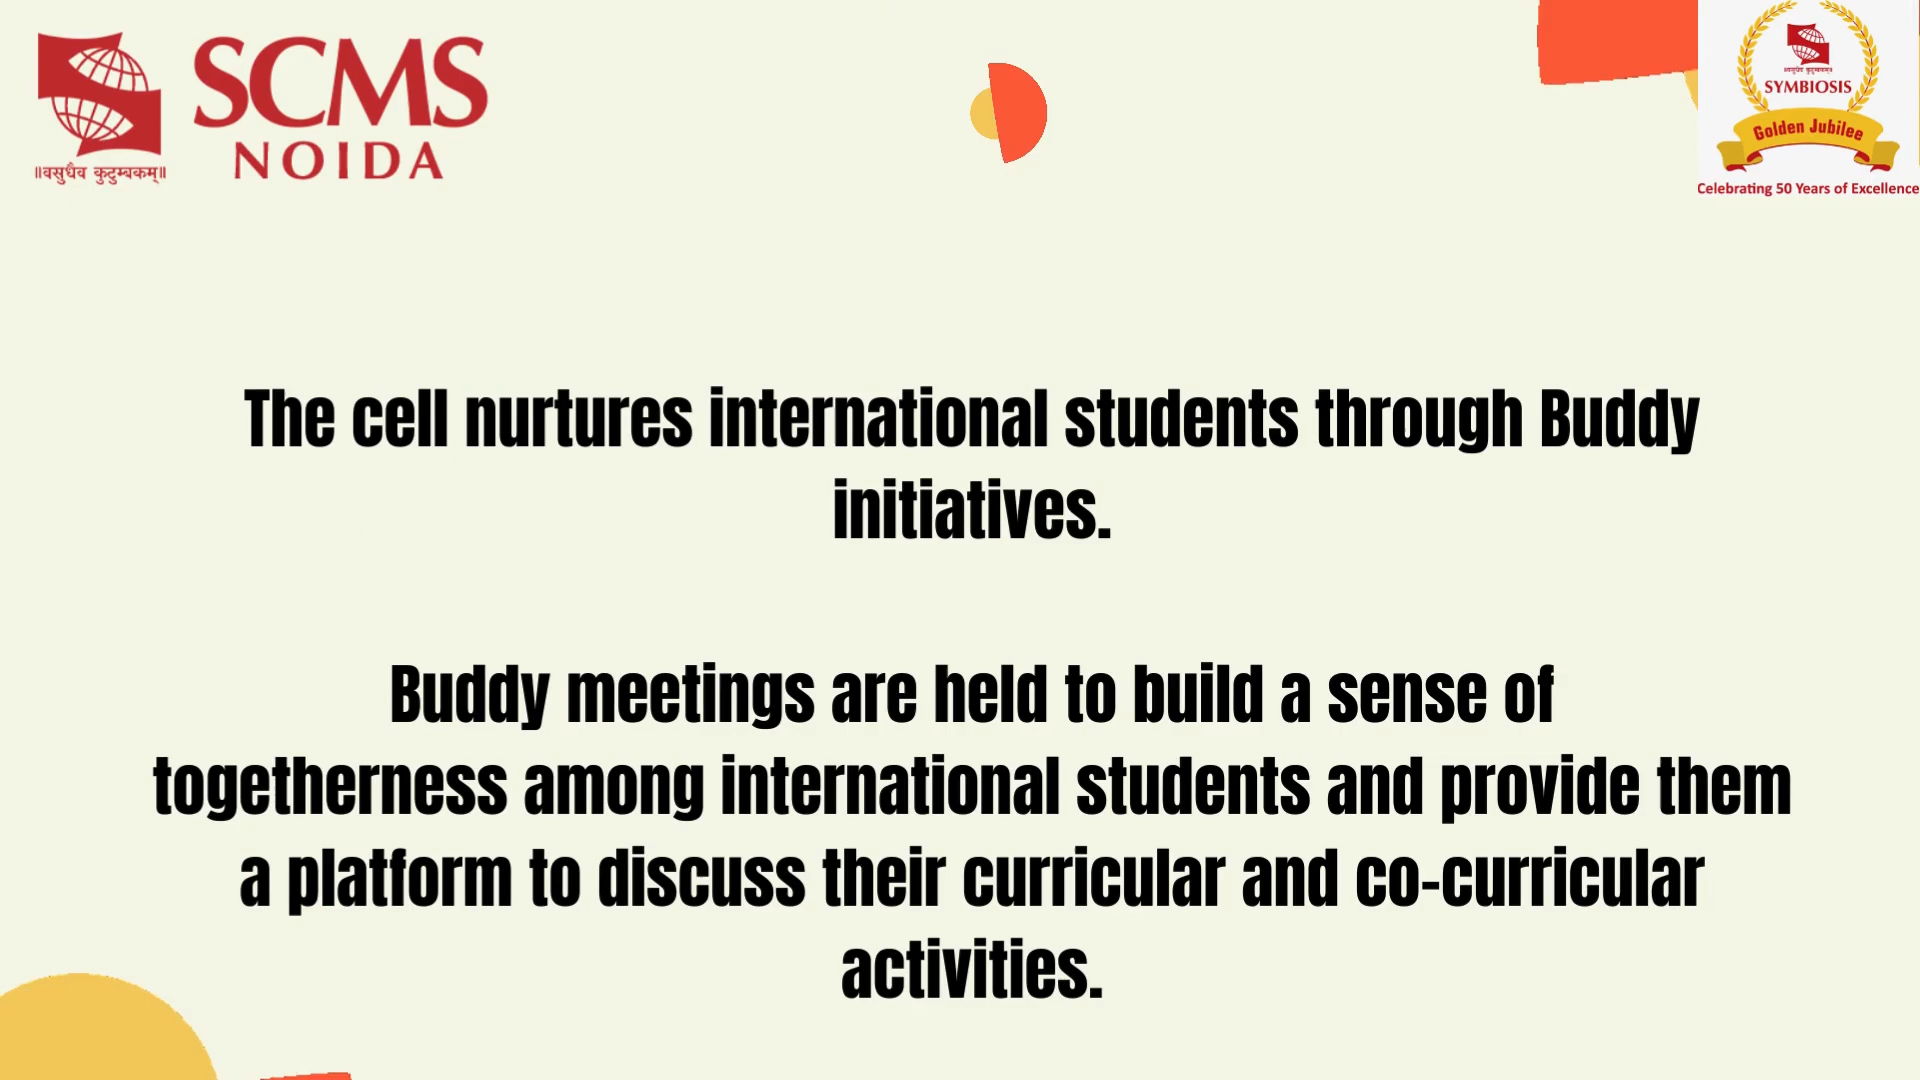 SCMS
NOIDA
॥वसुधैव कुटुम्बकम्॥
SYMBIOSIS
Golden Jubilee
Celebrating 50 Years of Excellence
The cell nurtures international students through Buddy
initiatives.
Buddy meetings are held to build a sense of
togetherness among international students and provide them
a platform to discuss their curricular and co-curricular
activities.